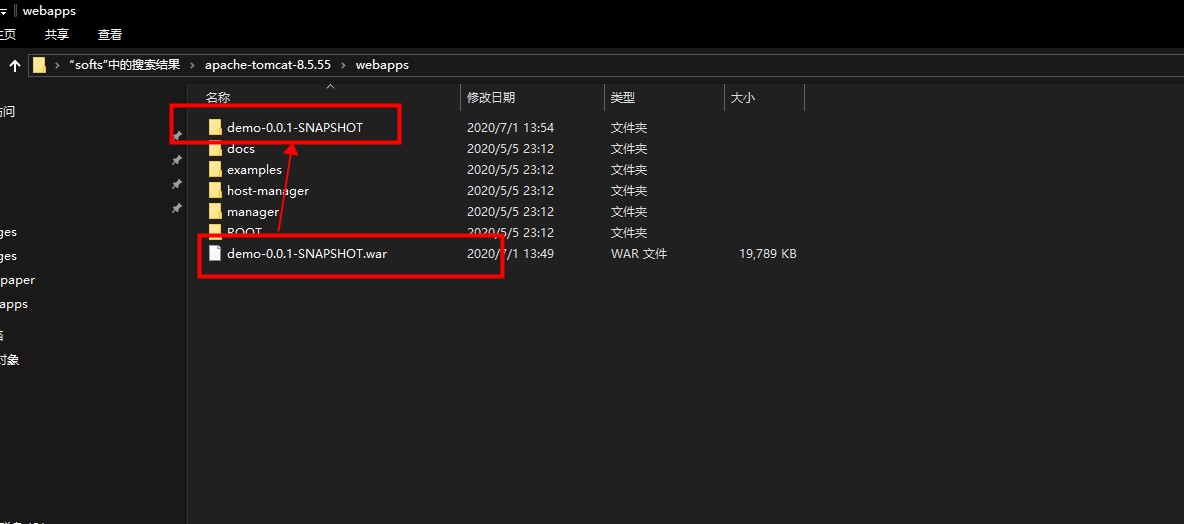 webapps
主页 共享 查看
"softs"中的搜索结果 > apache-tomcat-8.5.55 > webapps
名称 修改日期 类型 大小
访问
demo-0.0.1-SNAPSHOT 2020/7/1 13:54 文件夹
docs 2020/5/5 23:12 文件夹
examples 2020/5/5 23:12 文件夹
host-manager 2020/5/5 23:12 文件夹
manager 2020/5/5 23:12 文件夹
ges
ROOT 2020/5/5 23:12 文件夹
ges
demo-0.0.1-SNAPSHOT.war 2020/7/1 13:49 WAR 文件 19,789 KB
paper
apps
对象